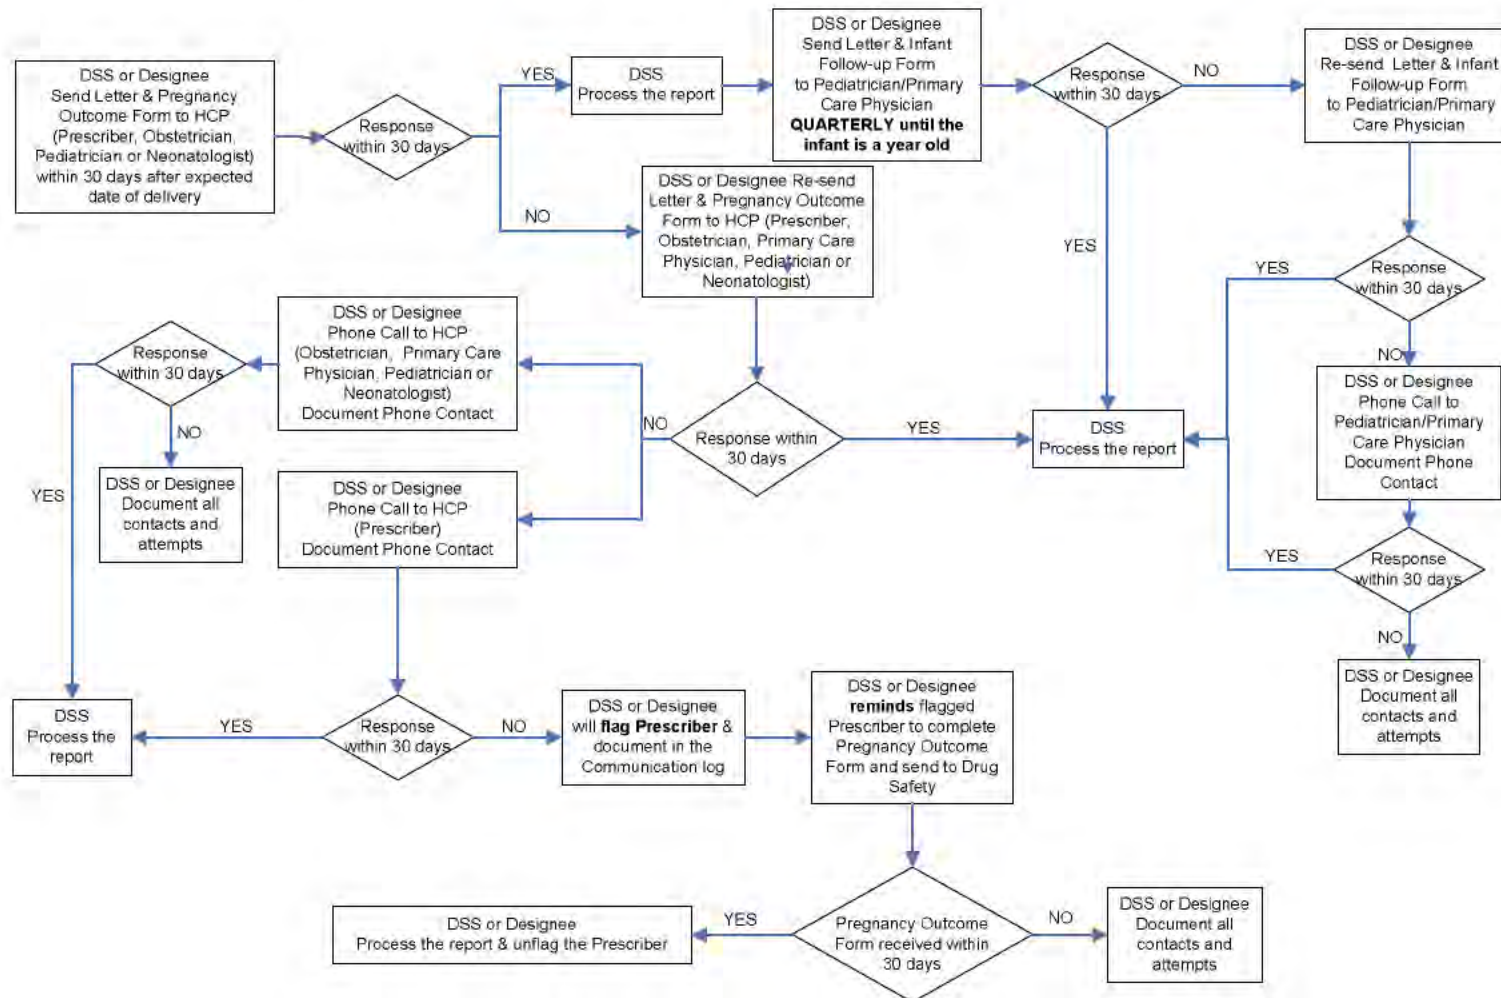 DSS or Designee
Send Letter & Pregnancy
Outcome Form to HCP
(Prescriber, Obstetrician,
Pediatrician or Neonatologist)
within 30 days after expected
date of delivery
Response
within 30 days
YES
DSS
Process the report
DSS or Designee
Send Letter & Infant
Follow-up Form
to Pediatrician/Primary
Care Physician
QUARTERLY until the
infant is a year old
Response
within 30 days
NO
DSS or Designee
Re-send Letter & Infant
Follow-up Form
to Pediatrician/Primary
Care Physician
NO
DSS or Designee Re-send
Letter & Pregnancy Outcome
Form to HCP (Prescriber,
Obstetrician, Primary Care
Physician, Pediatrician or
Neonatologist)
YES
YES
Response
within 30 days
NO
DSS or Designee
Phone Call to
Pediatrician/Primary
Care Physician
Document Phone
Contact
Response
within 30 days
DSS or Designee
Phone Call to HCP
(Obstetrician, Primary Care
Physician, Pediatrician or
Neonatologist)
Document Phone Contact
NO
Response within
30 days
YES
DSS
Process the report
NO
DSS or Designee
Document all
contacts and
attempts
YES
DSS or Designee
Phone Call to HCP
(Prescriber)
Document Phone Contact
YES
Response
within 30 days
NO
DSS or Designee
Document all
contacts and
attempts
DSS
Process the
report
YES
Response
within 30 days
NO
DSS or Designee
will flag Prescriber &
document in the
Communication log
DSS or Designee
reminds flagged
Prescriber to complete
Pregnancy Outcome
Form and send to Drug
Safety
DSS or Designee
Process the report & unflag the Prescriber
YES
Pregnancy Outcome
Form received within
30 days
NO
DSS or Designee
Document all
contacts and
attempts